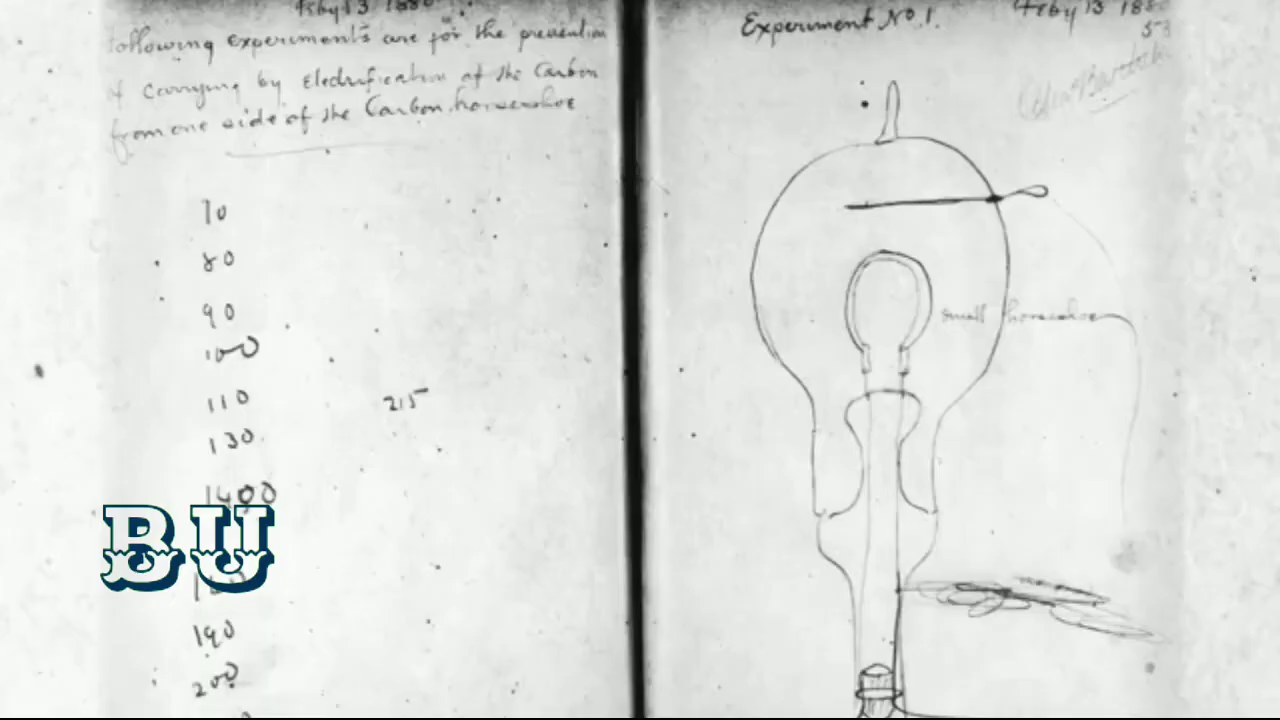 Feby 13 1880
following experiments are for the prevention
of carrying by Electrification of the Carbon
from one side of the Carbon horseshoe
10
80
90
100
110 215
130
1400
190
200
BU
Experiment No. 1. Feby 13 1880
small horseshoe